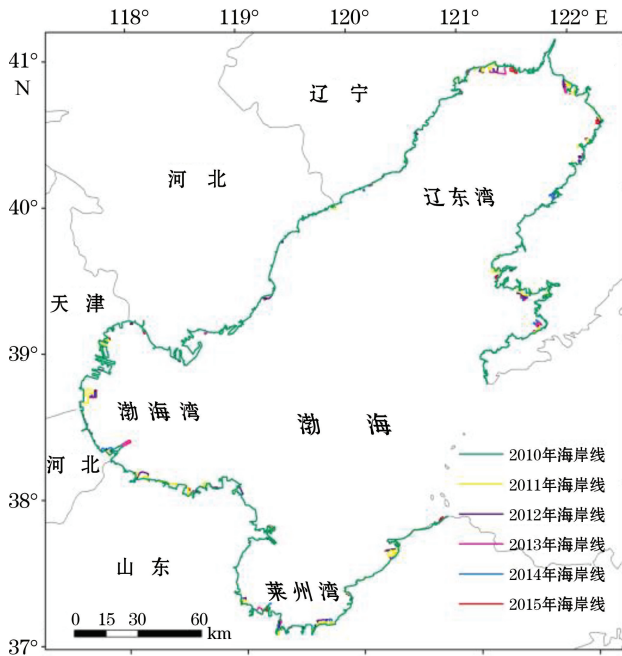 118° 119° 120° 121° 122° E
41°
N
辽 宁
河 北
辽东湾
40°
天 津
39°
渤海湾
渤 海
河北
2010年海岸线
2011年海岸线
38°
2012年海岸线
山 东
2013年海岸线
莱州湾
2014年海岸线
0 15 30 60
km
2015年海岸线
37°